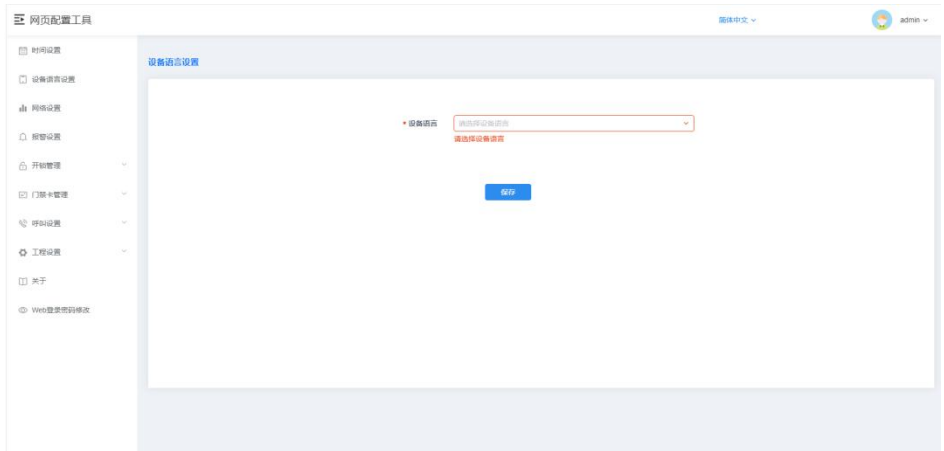 网页配置工具
简体中文
admin
时间设置
设备语言设置
网络设置
报警设置
开锁管理
门禁卡管理
呼叫设置
工程设置
关于
Web登录密码修改
设备语言设置
* 设备语言
请选择设备语言
请选择设备语言
保存